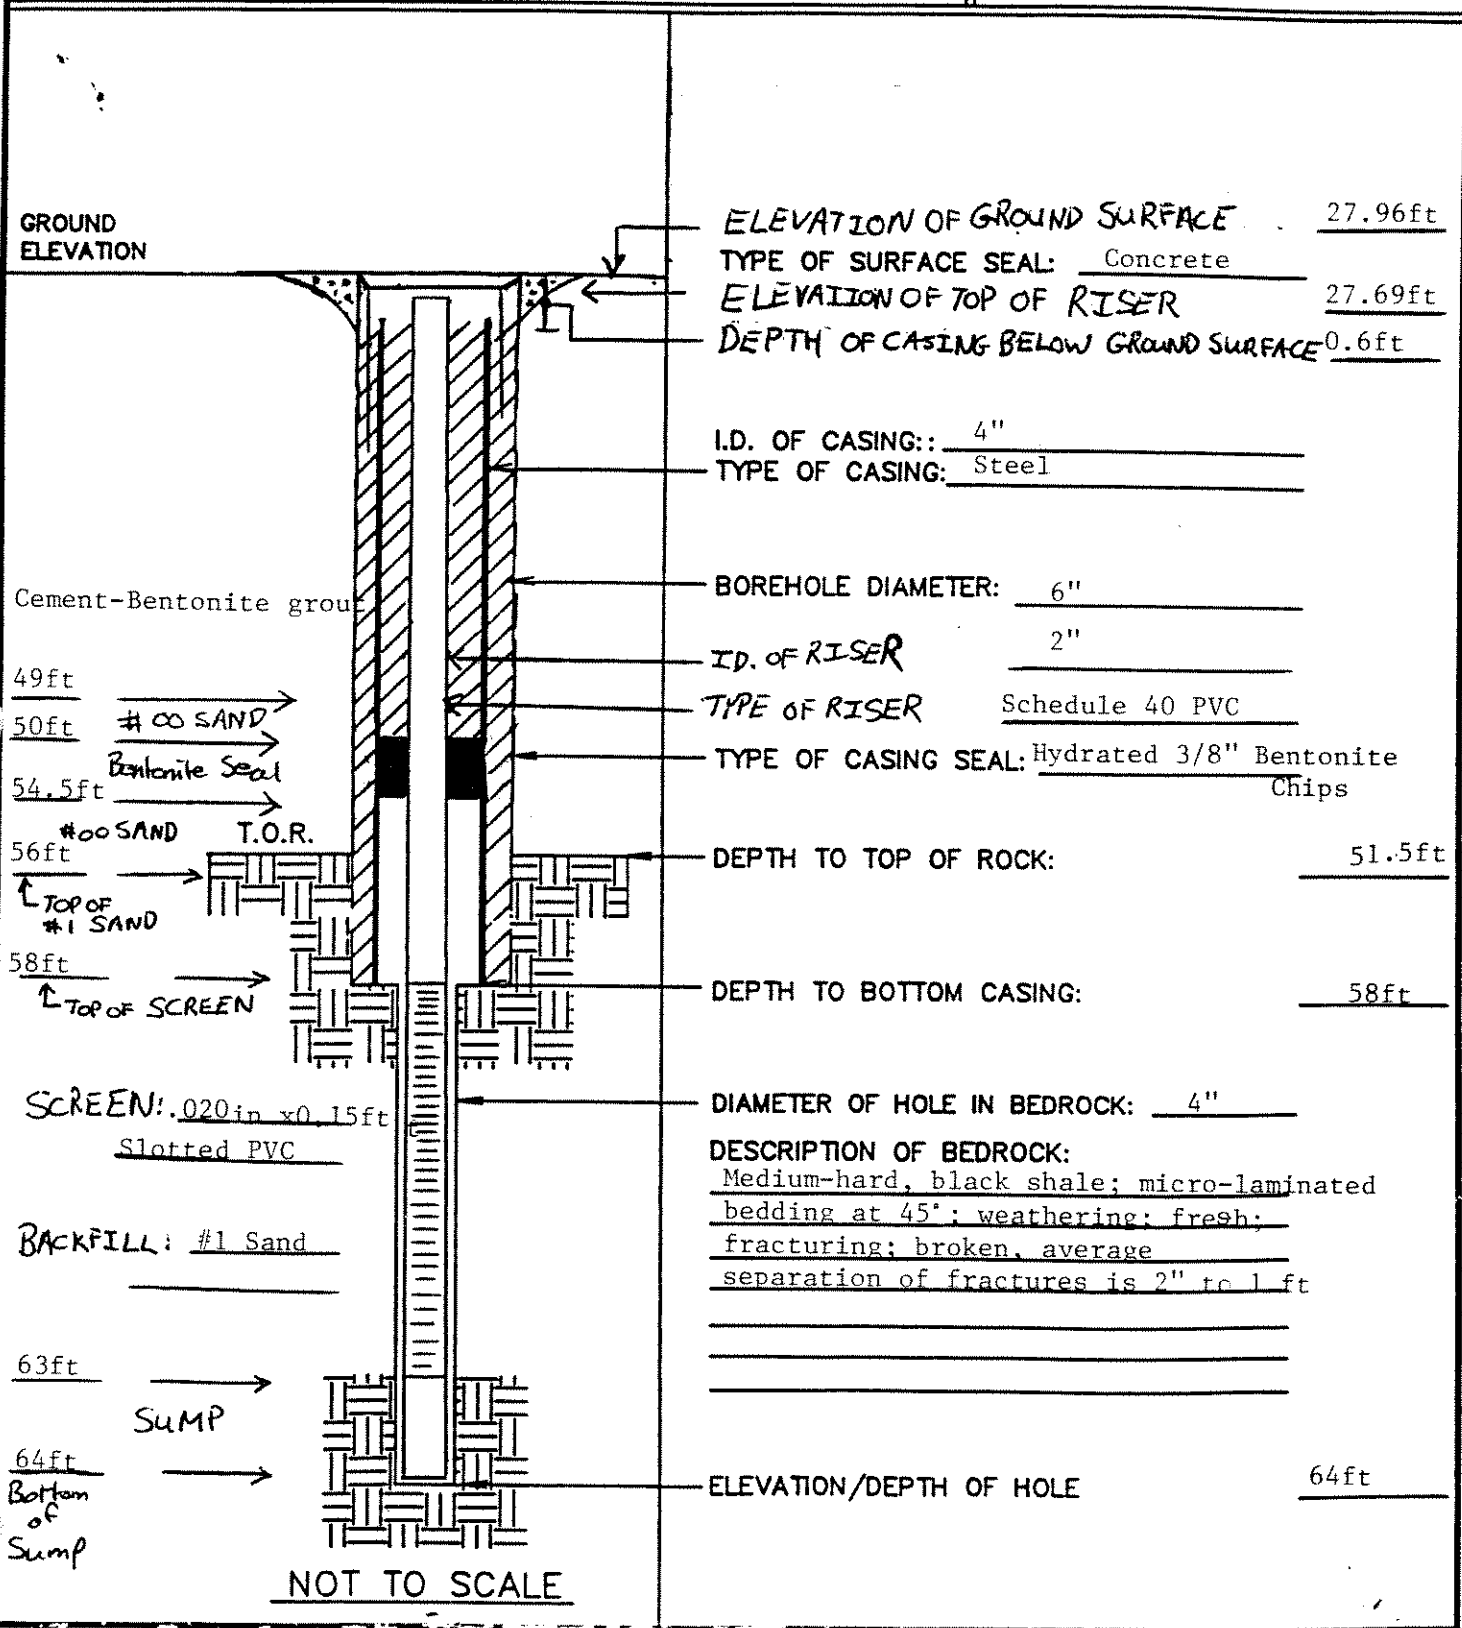 GROUND
ELEVATION
ELEVATION OF GROUND SURFACE 27.96ft
TYPE OF SURFACE SEAL: Concrete
ELEVATION OF TOP OF RISER 27.69ft
DEPTH OF CASING BELOW GROUND SURFACE 0.6ft
I.D. OF CASING:: 4"
TYPE OF CASING: Steel
Cement-Bentonite grout
BOREHOLE DIAMETER: 6"
I.D. OF RISER 2"
49ft
TYPE OF RISER Schedule 40 PVC
#00 SAND
50ft
TYPE OF CASING SEAL: Hydrated 3/8" Bentonite
Chips
Bentonite Seal
54.5ft
#00 SAND
T.O.R.
56ft
DEPTH TO TOP OF ROCK: 51.5ft
TOP OF
#1 SAND
58ft
TOP OF SCREEN
DEPTH TO BOTTOM CASING: 58ft
SCREEN: .020in x0.15ft
Slotted PVC
DIAMETER OF HOLE IN BEDROCK: 4"
DESCRIPTION OF BEDROCK:
Medium-hard, black shale; micro-laminated
bedding at 45°; weathering; fresh;
fracturing; broken, average
separation of fractures is 2" to 1 ft
BACKFILL: #1 Sand
63ft
SUMP
64ft
Bottom
of
Sump
ELEVATION/DEPTH OF HOLE 64ft
NOT TO SCALE